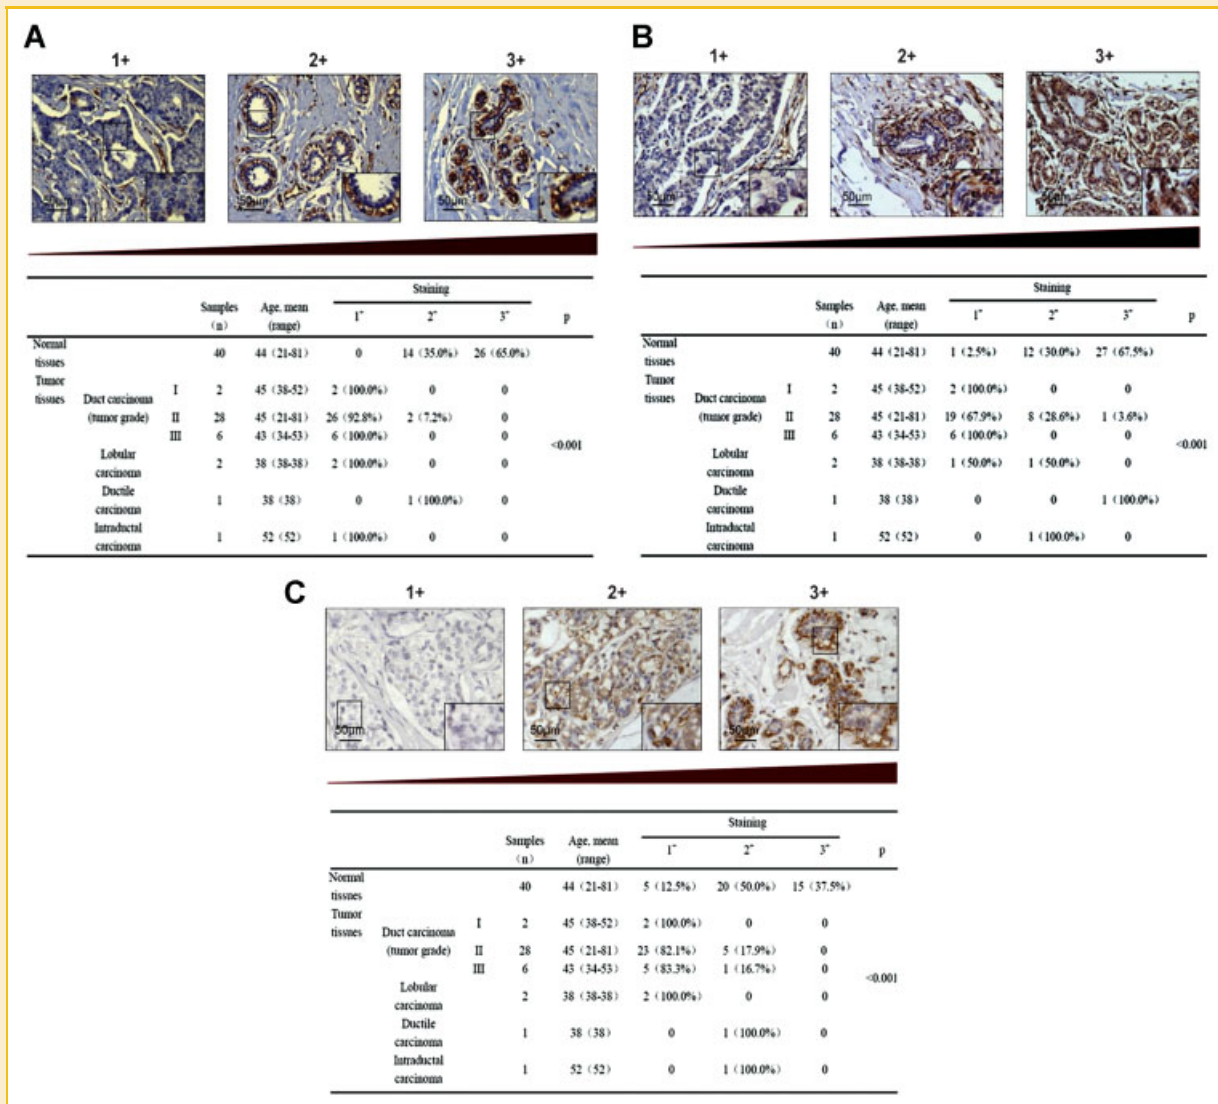 A
1+ 2+ 3+
50μm 50μm 50μm
Staining
Samples Age, mean
(n) (range) 1+ 2+ 3+ p
Normal
tissues 40 44 (21-81) 0 14 (35.0%) 26 (65.0%)
Tumor
tissues Duct carcinoma
(tumor grade) I 2 45 (38-52) 2 (100.0%) 0 0
II 28 45 (21-81) 26 (92.8%) 2 (7.2%) 0
III 6 43 (34-53) 6 (100.0%) 0 0
<0.001
Lobular
carcinoma 2 38 (38-38) 2 (100.0%) 0 0
Ductile
carcinoma 1 38 (38) 0 1 (100.0%) 0
Intraductal
carcinoma 1 52 (52) 1 (100.0%) 0 0
B
1+ 2+ 3+
50μm 50μm 50μm
Staining
Samples Age, mean
(n) (range) 1+ 2+ 3+ p
Normal
tissues 40 44 (21-81) 1 (2.5%) 12 (30.0%) 27 (67.5%)
Tumor
tissues Duct carcinoma
(tumor grade) I 2 45 (38-52) 2 (100.0%) 0 0
II 28 45 (21-81) 19 (67.9%) 8 (28.6%) 1 (3.6%)
III 6 43 (34-53) 6 (100.0%) 0 0
<0.001
Lobular
carcinoma 2 38 (38-38) 1 (50.0%) 1 (50.0%) 0
Ductile
carcinoma 1 38 (38) 0 0 1 (100.0%)
Intraductal
carcinoma 1 52 (52) 0 1 (100.0%) 0
C
1+ 2+ 3+
50μm 50μm 50μm
Staining
Samples Age, mean
(n) (range) 1+ 2+ 3+ p
Normal
tissues 40 44 (21-81) 5 (12.5%) 20 (50.0%) 15 (37.5%)
Tumor
tissues Duct carcinoma
(tumor grade) I 2 45 (38-52) 2 (100.0%) 0 0
II 28 45 (21-81) 23 (82.1%) 5 (17.9%) 0
III 6 43 (34-53) 5 (83.3%) 1 (16.7%) 0
<0.001
Lobular
carcinoma 2 38 (38-38) 2 (100.0%) 0 0
Ductile
carcinoma 1 38 (38) 0 1 (100.0%) 0
Intraductal
carcinoma 1 52 (52) 0 1 (100.0%) 0